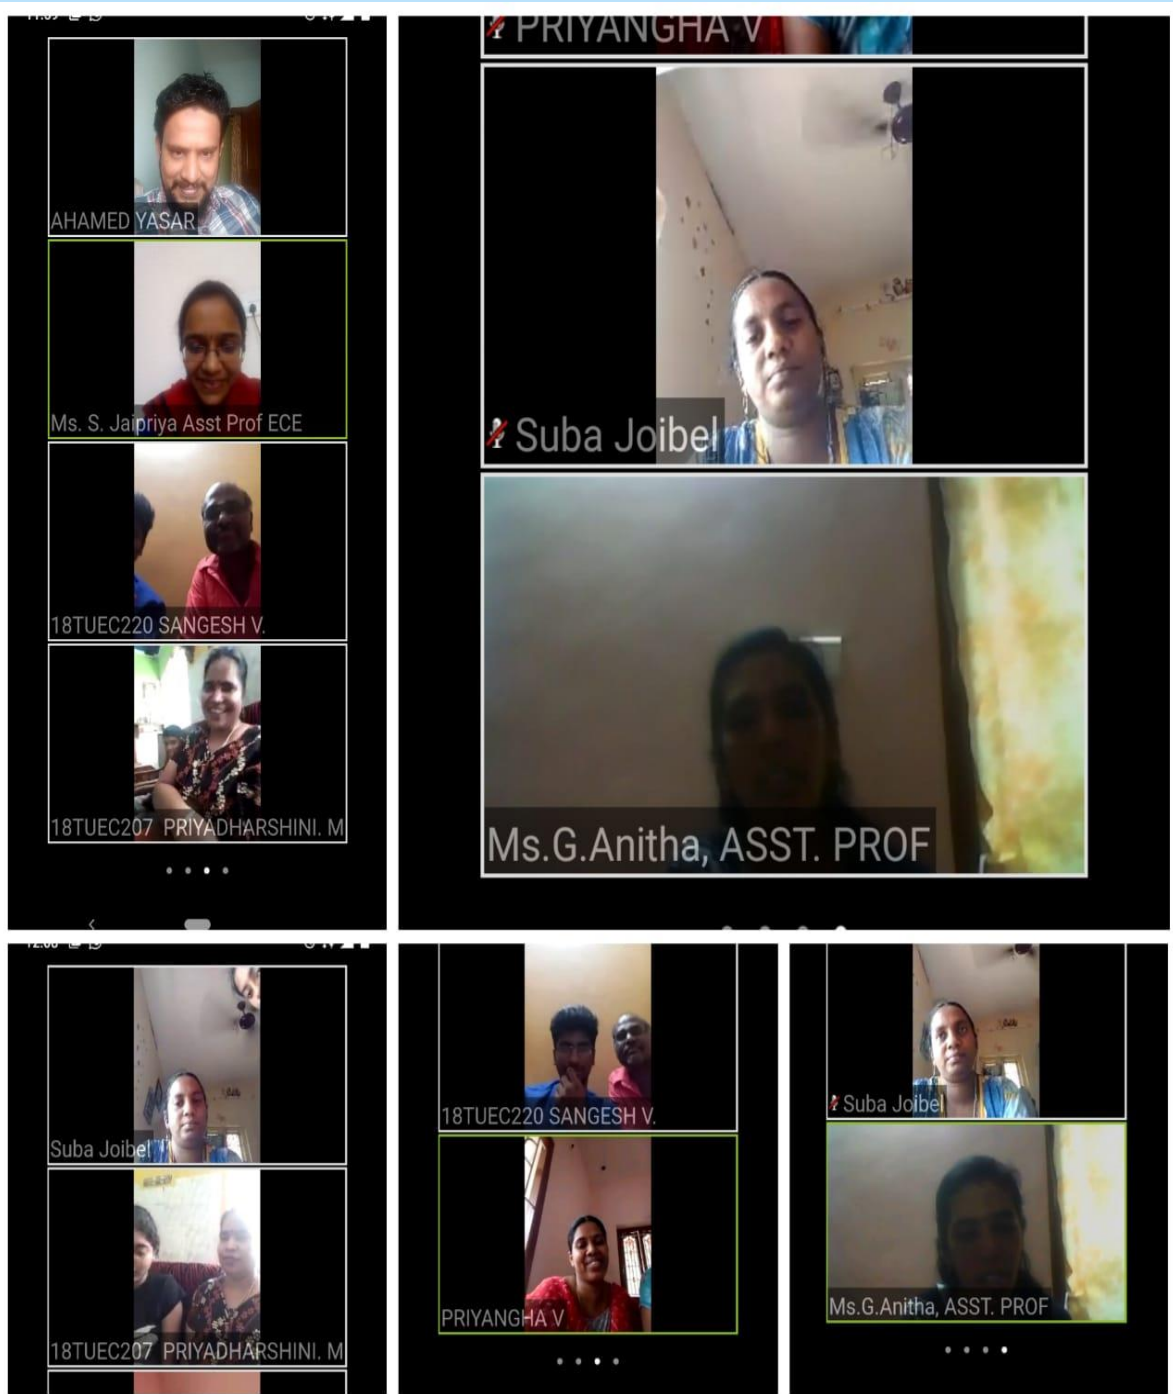 AHAMED YASAR
Ms. S. Jaipriya Asst Prof ECE
18TUEC220 SANGESH V.
18TUEC207 PRIYADHARSHINI. M
PRIYANGHA V
Suba Joibel
Ms.G.Anitha, ASST. PROF
Suba Joibel
18TUEC207 PRIYADHARSHINI. M
18TUEC220 SANGESH V.
PRIYANGHA V
Suba Joibel
Ms.G.Anitha, ASST. PROF